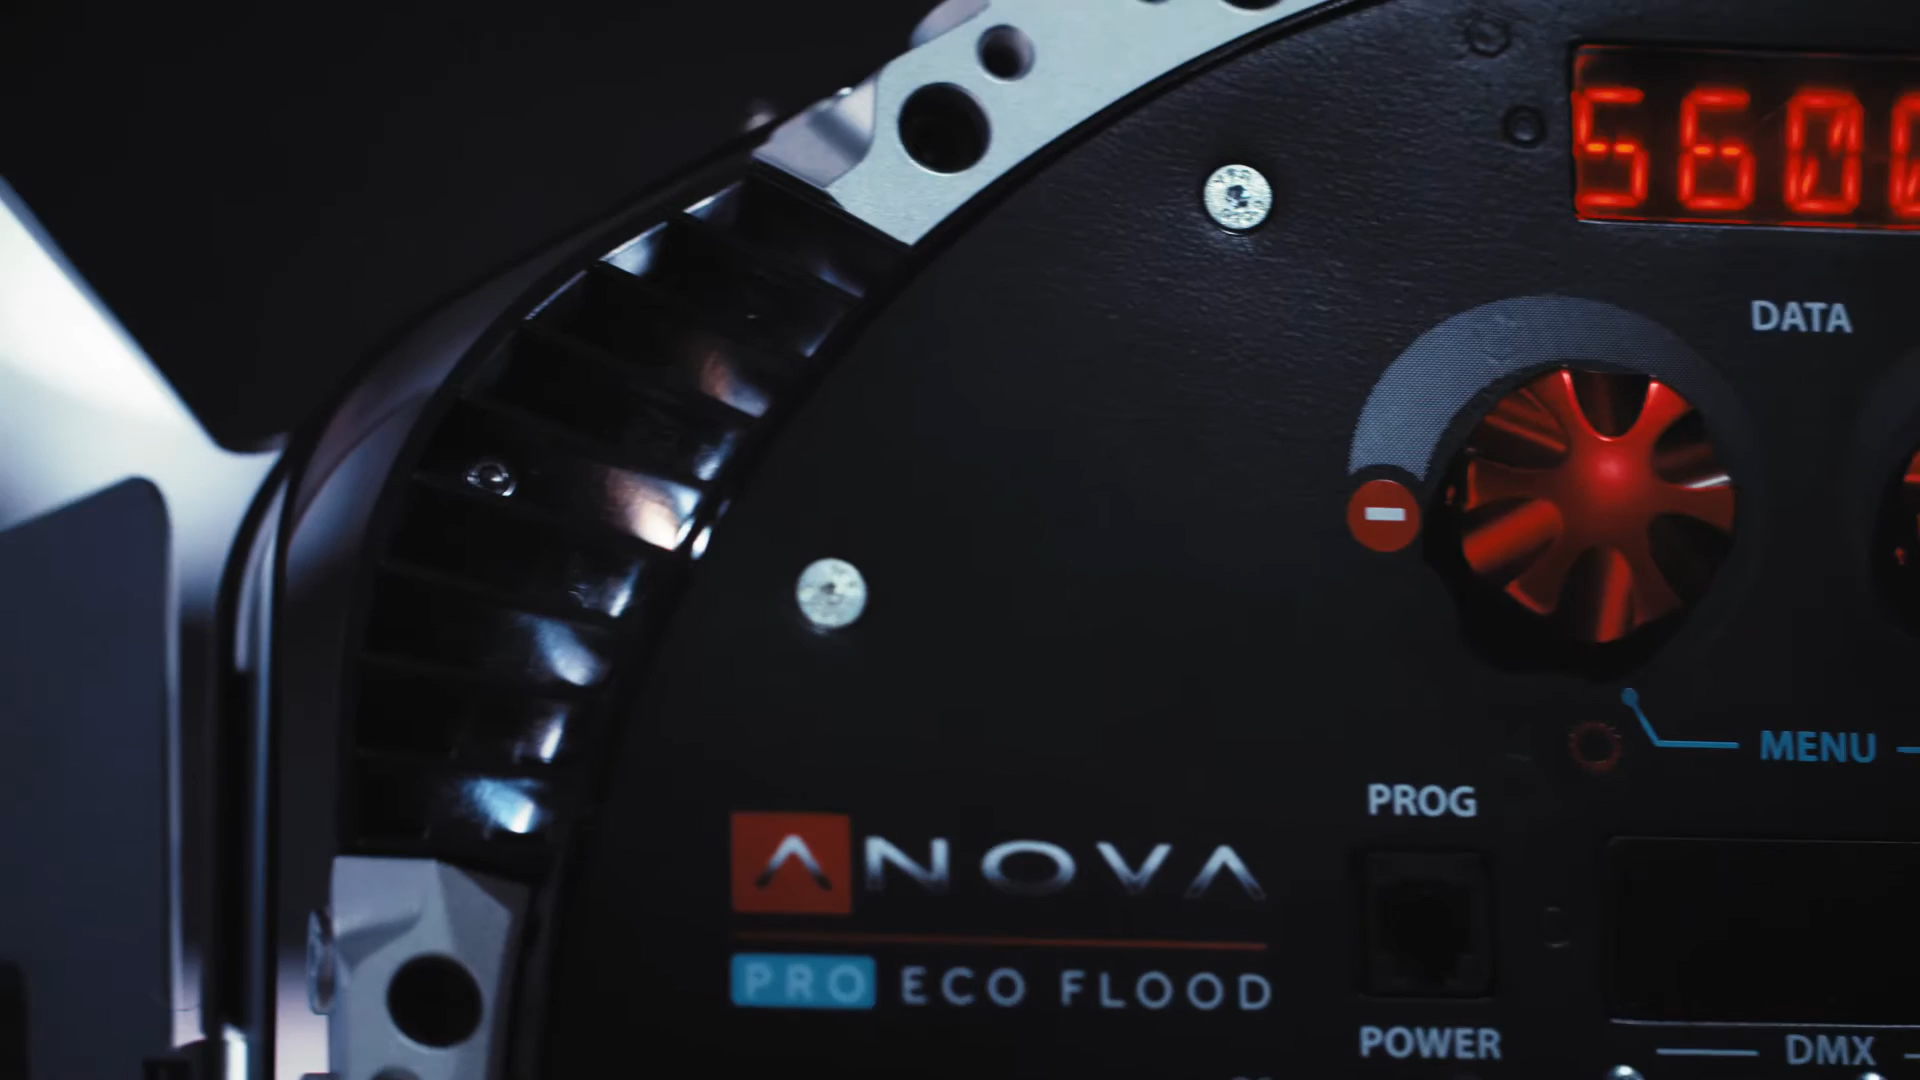 5600
DATA
MENU
PROG
ANOVA
PRO ECO FLOOD
POWER
DMX